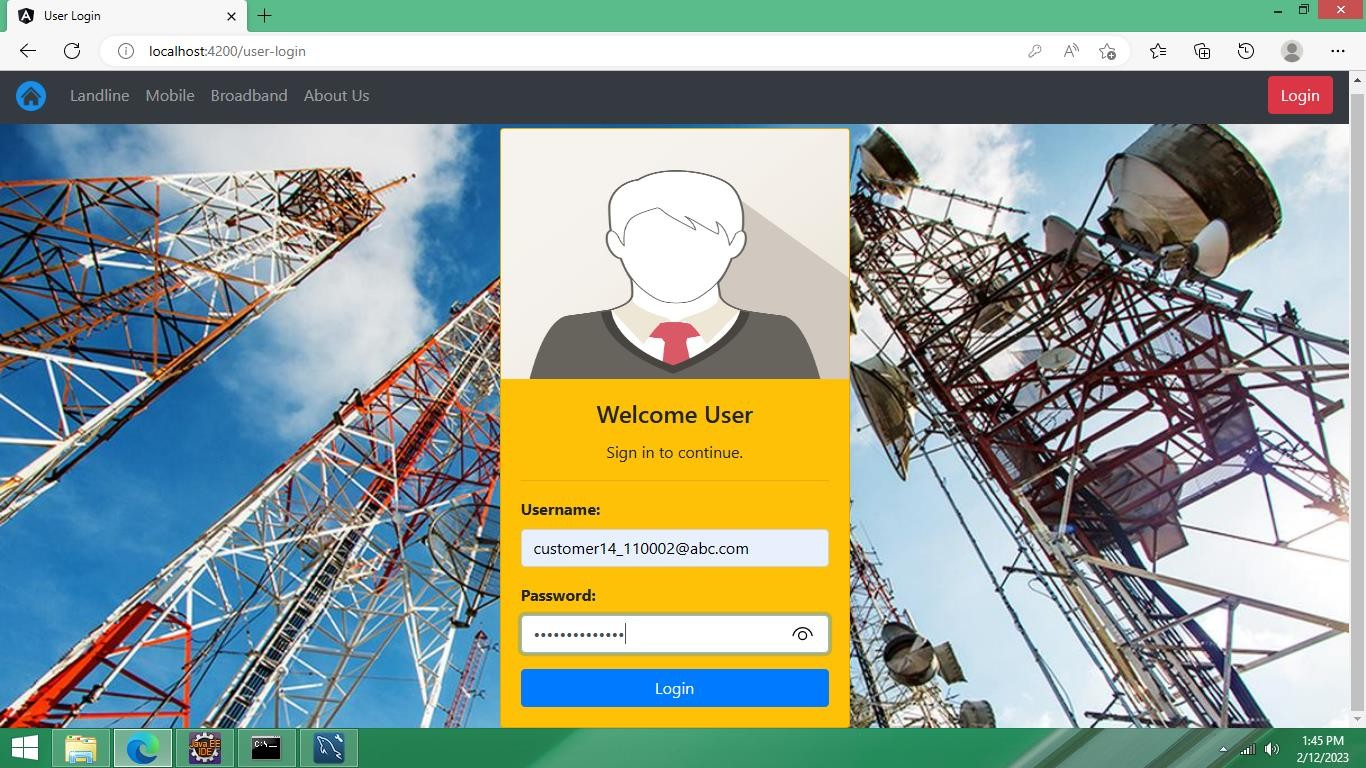 User Login
localhost:4200/user-login
Landline Mobile Broadband About Us Login
Welcome User
Sign in to continue.
Username:
customer14_110002@abc.com
Password:
••••••••••••••
Login
Java EE
IDE
C:\_
1:45 PM
2/12/2023